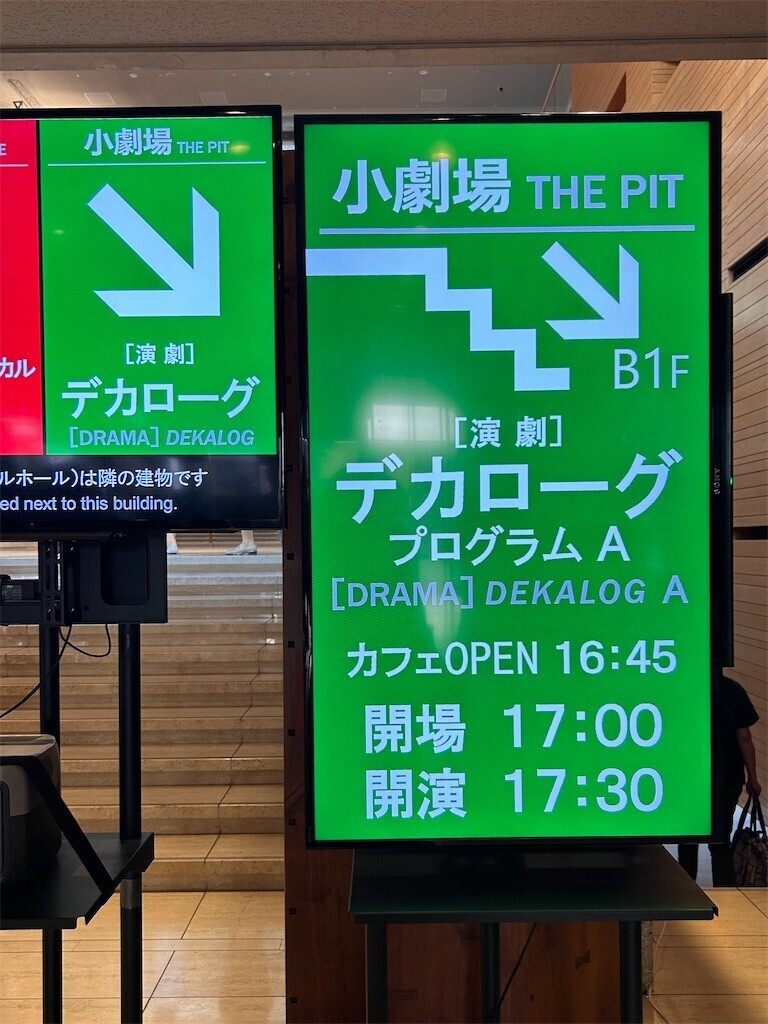 小劇場 THE PIT
[演 劇]
デカローグ
[DRAMA] DEKALOG
カル
ルホール)は隣の建物です
ed next to this building.
小劇場 THE PIT
B1F
[演 劇]
デカローグ
プログラム A
[DRAMA] DEKALOG A
カフェOPEN 16:45
開場 17:00
開演 17:30
SONY